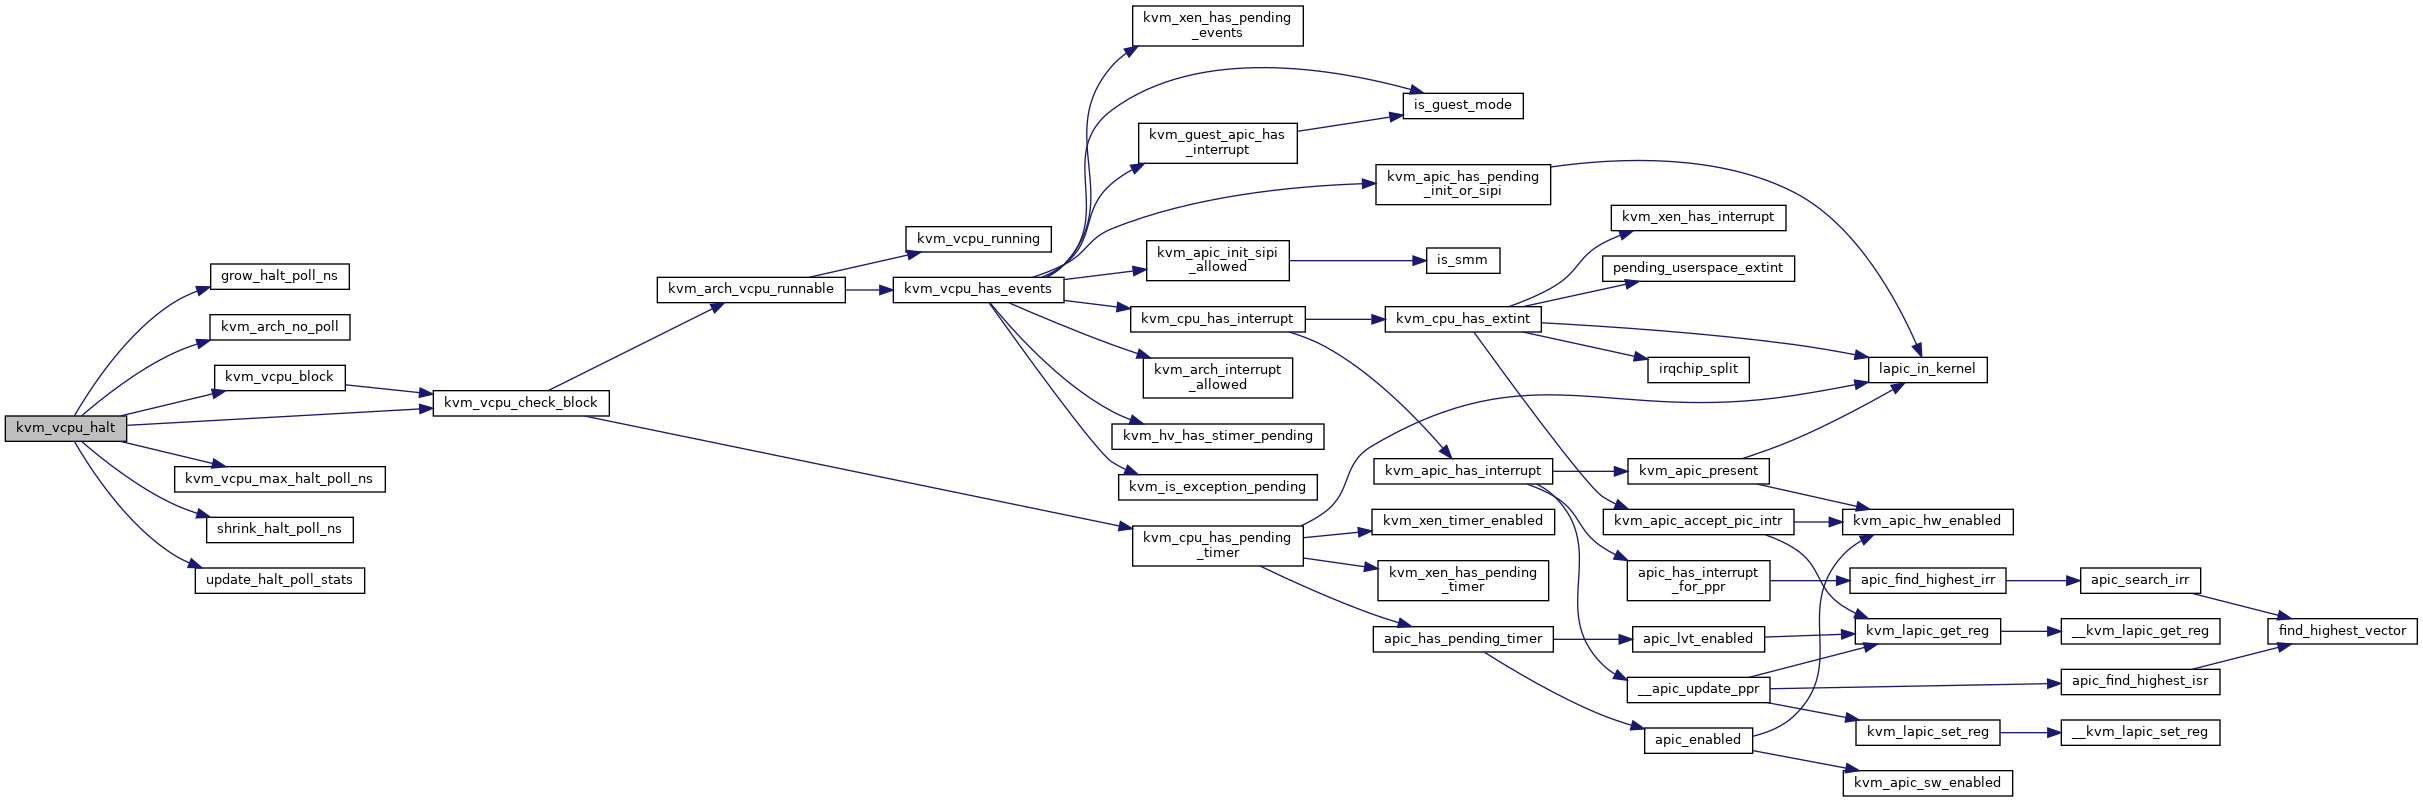 kvm_vcpu_halt
grow_halt_poll_ns
kvm_arch_no_poll
kvm_vcpu_block
kvm_vcpu_max_halt_poll_ns
shrink_halt_poll_ns
update_halt_poll_stats
kvm_vcpu_check_block
kvm_arch_vcpu_runnable
kvm_vcpu_running
kvm_vcpu_has_events
kvm_xen_has_pending
_events
kvm_guest_apic_has
_interrupt
kvm_apic_init_sipi
_allowed
kvm_cpu_has_interrupt
kvm_arch_interrupt
_allowed
kvm_hv_has_stimer_pending
kvm_is_exception_pending
kvm_cpu_has_pending
_timer
is_guest_mode
kvm_apic_has_pending
_init_or_sipi
is_smm
kvm_cpu_has_extint
kvm_apic_has_interrupt
kvm_xen_timer_enabled
kvm_xen_has_pending
_timer
apic_has_pending_timer
kvm_xen_has_interrupt
pending_userspace_extint
irqchip_split
kvm_apic_present
kvm_apic_accept_pic_intr
apic_has_interrupt
_for_ppr
apic_lvt_enabled
__apic_update_ppr
apic_enabled
lapic_in_kernel
kvm_apic_hw_enabled
apic_find_highest_irr
kvm_lapic_get_reg
kvm_lapic_set_reg
kvm_apic_sw_enabled
apic_search_irr
__kvm_lapic_get_reg
apic_find_highest_isr
__kvm_lapic_set_reg
find_highest_vector